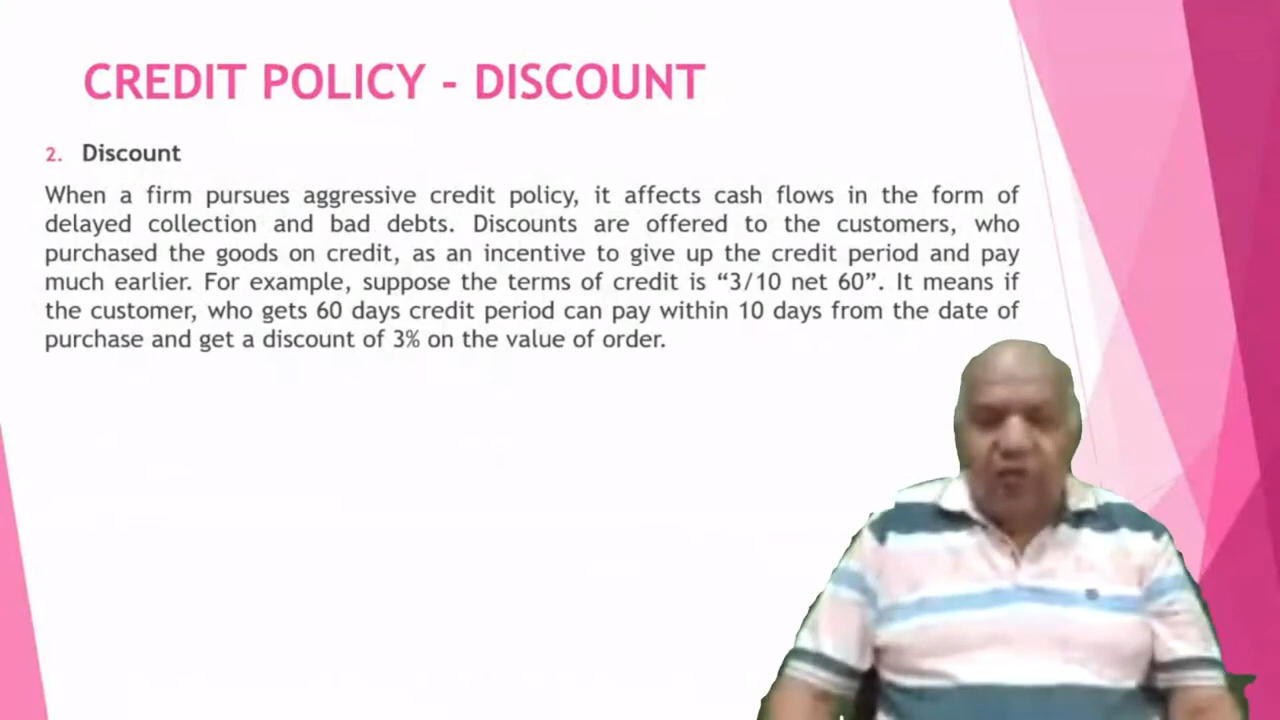 CREDIT POLICY - DISCOUNT
2. Discount
When a firm pursues aggressive credit policy, it affects cash flows in the form of
delayed collection and bad debts. Discounts are offered to the customers, who
purchased the goods on credit, as an incentive to give up the credit period and pay
much earlier. For example, suppose the terms of credit is “3/10 net 60”. It means if
the customer, who gets 60 days credit period can pay within 10 days from the date of
purchase and get a discount of 3% on the value of order.